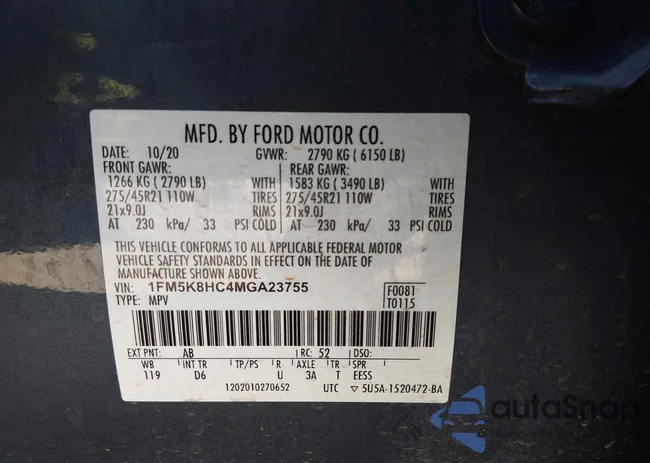 MFD. BY FORD MOTOR CO.
DATE: 10/20 GVWR: 2790 KG ( 6150 LB)
FRONT GAWR: REAR GAWR:
1266 KG ( 2790 LB) WITH 1583 KG ( 3490 LB) WITH
275/45R21 110W TIRES 275/45R21 110W TIRES
21x9.0J RIMS 21x9.0J RIMS
AT 230 kPa/ 33 PSI COLD AT 230 kPa/ 33 PSI COLD
THIS VEHICLE CONFORMS TO ALL APPLICABLE FEDERAL MOTOR
VEHICLE SAFETY STANDARDS IN EFFECT ON THE DATE OF
MANUFACTURE SHOWN ABOVE.
VIN: 1FM5K8HC4MGA23755 F0081
TYPE: MPV T0115
EXT PNT: AB RC: 52 DSO:
WB INT TR TP/PS R AXLE TR SPR
119 D6 U 3A T EESS
1202010270652 UTC ▽ 5U5A-1520472-BA
autoSnap